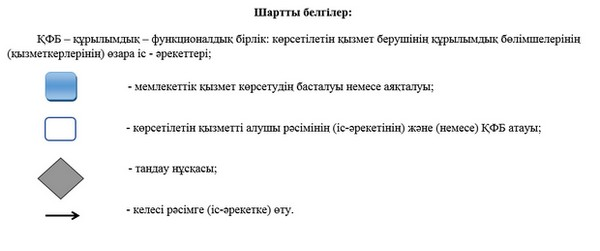 Шартты белгілер:
ҚФБ – құрылымдық – функционалдық бірлік: көрсетілетін қызмет берушінің құрылымдық бөлімшелерінің
(қызметкерлерінің) өзара іс - әрекеттері;
- мемлекеттік қызмет көрсетудің басталуы немесе аяқталуы;
- көрсетілетін қызметті алушы рәсімінің (іс-әрекетінің) және (немесе) ҚФБ атауы;
- таңдау нұсқасы;
- келесі рәсімге (іс-әрекетке) өту.